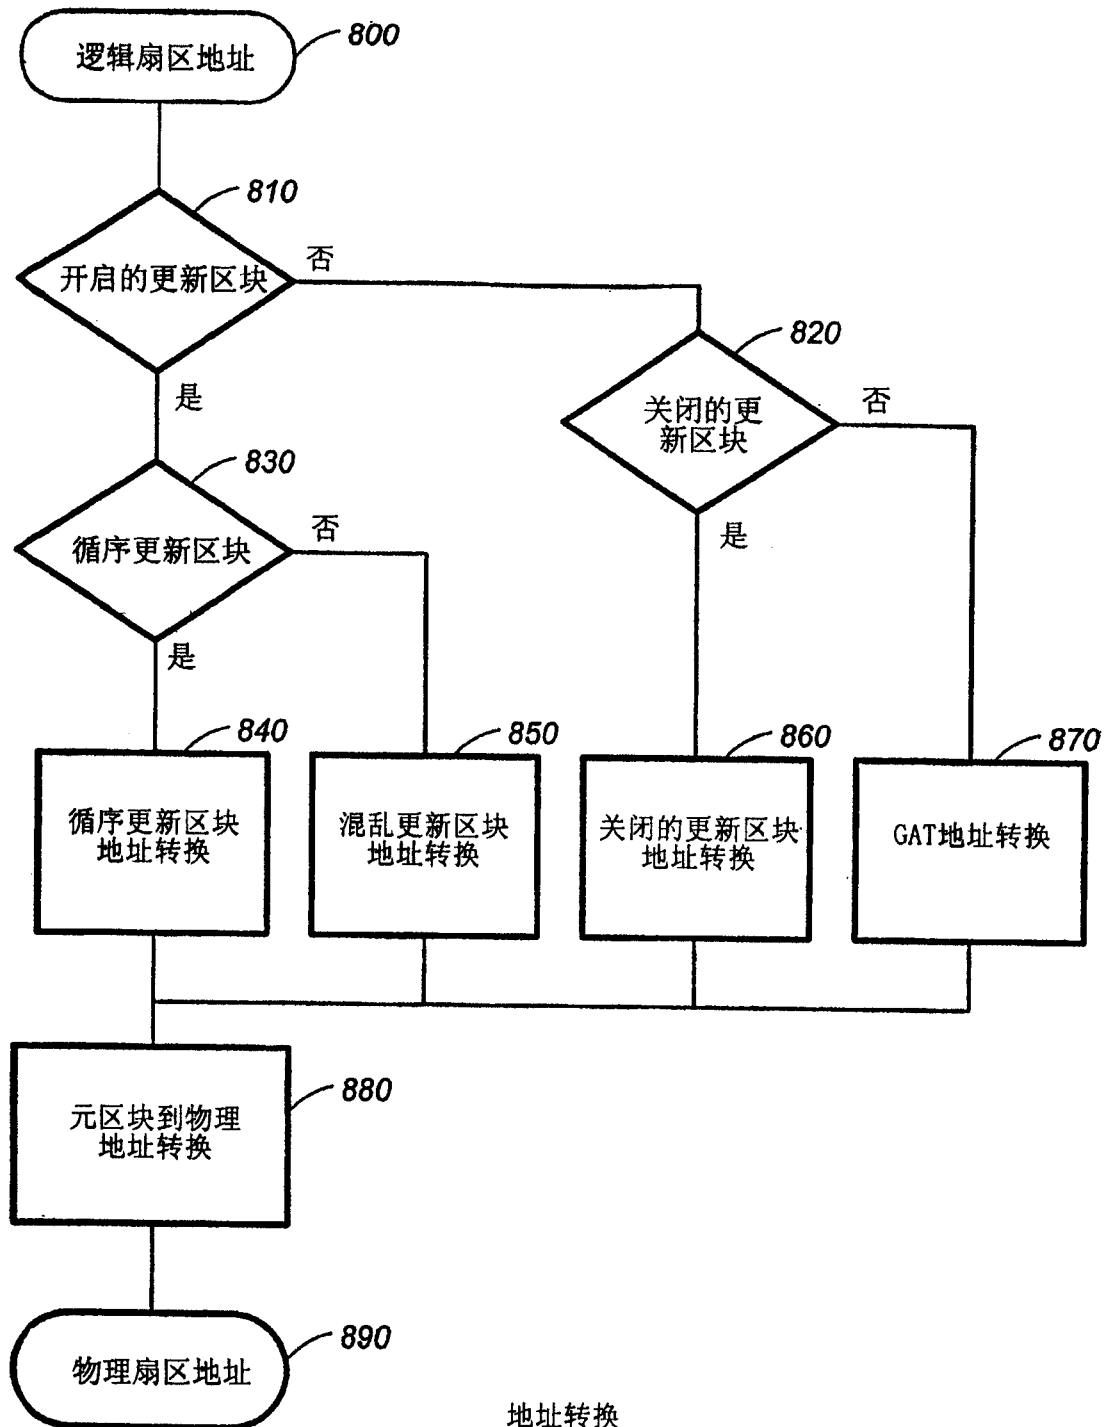 逻辑扇区地址
800
810
开启的更新区块
否
是
820
关闭的更
新区块
否
是
830
循序更新区块
否
是
840
循序更新区块
地址转换
850
混乱更新区块
地址转换
860
关闭的更新区块
地址转换
870
GAT地址转换
880
元区块到物理
地址转换
890
物理扇区地址
地址转换